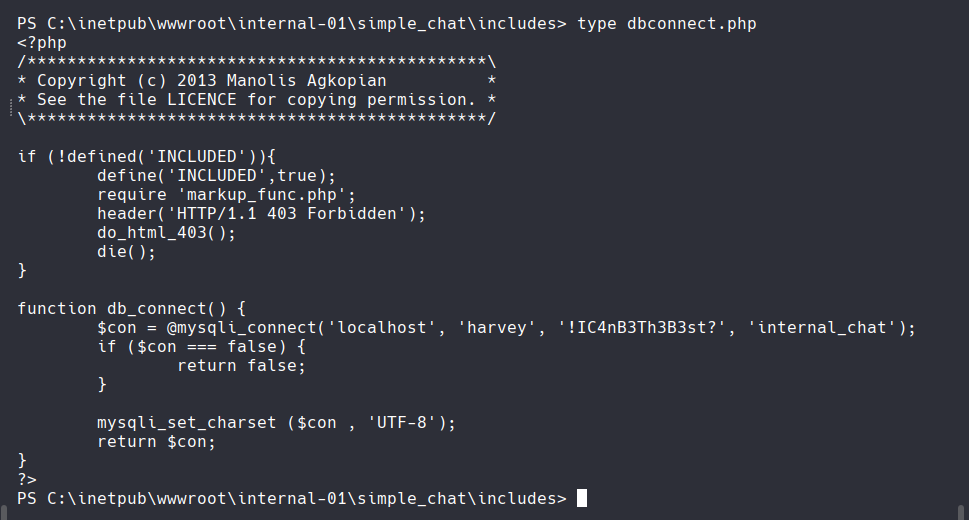 PS C:\inetpub\wwwroot\internal-01\simple_chat\includes> type dbconnect.php
<?php
/**********************************************\
* Copyright (c) 2013 Manolis Agkopian          *
* See the file LICENCE for copying permission. *
\**********************************************/

if (!defined('INCLUDED')){
        define('INCLUDED',true);
        require 'markup_func.php';
        header('HTTP/1.1 403 Forbidden');
        do_html_403();
        die();
}

function db_connect() {
        $con = @mysqli_connect('localhost', 'harvey', '!IC4nB3Th3B3st?', 'internal_chat');
        if ($con === false) {
                return false;
        }

        mysqli_set_charset ($con , 'UTF-8');
        return $con;
}
?>
PS C:\inetpub\wwwroot\internal-01\simple_chat\includes>